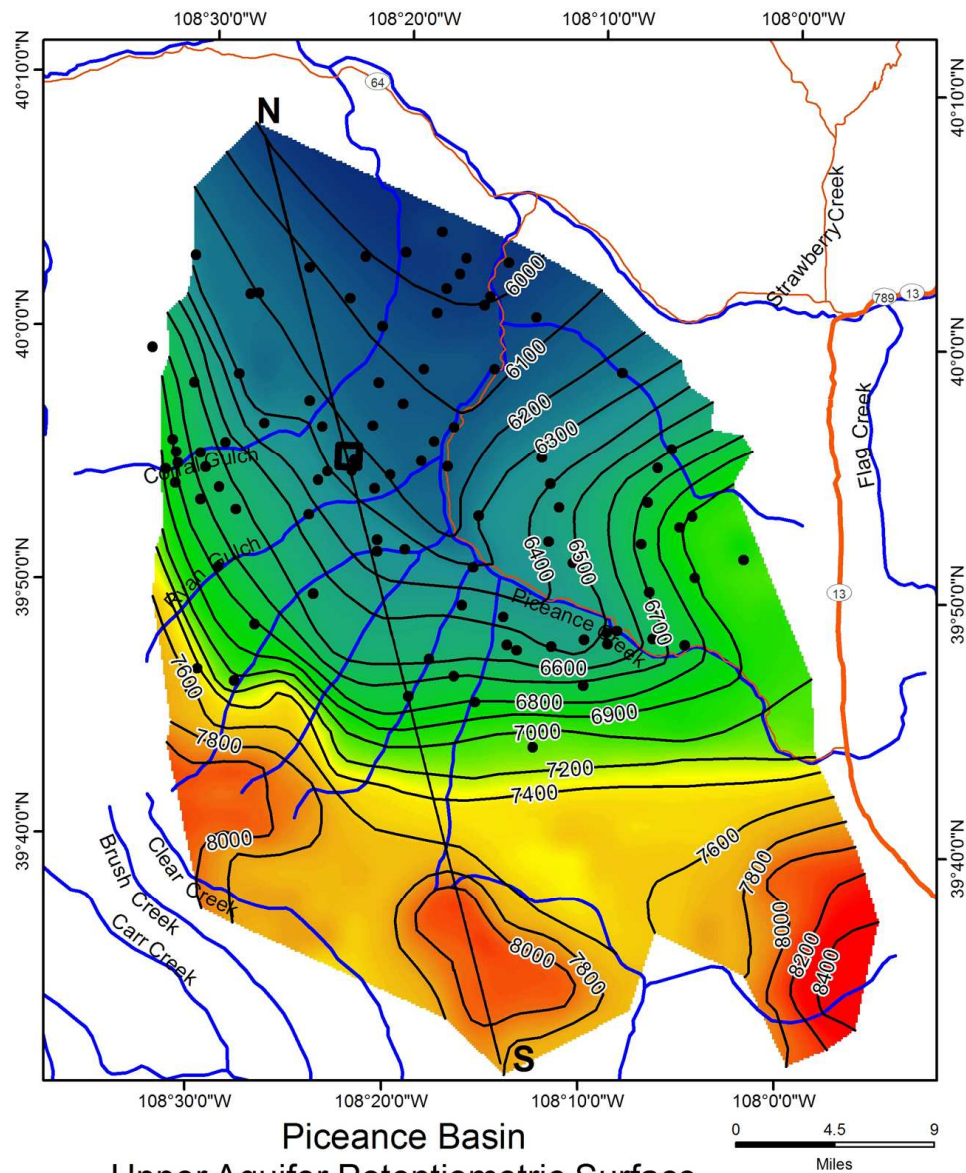 108°30'0"W 108°20'0"W 108°10'0"W 108°0'0"W
40°10'0"N
40°10'0"N
64
N
Strawberry Creek
789
13
6000
40°0'0"N
40°0'0"N
6100
6200
6300
Flag Creek
Corral Gulch
6400
6500
Ryan Gulch
39°50'0"N
39°50'0"N
13
Piceance Creek
6700
6600
7600
6800
6900
7000
7800
7200
7400
39°40'0"N
39°40'0"N
8000
7600
7800
Clear Creek
Brush Creek
Carr Creek
8000
8000
7800
8200
8400
S
108°30'0"W 108°20'0"W 108°10'0"W 108°0'0"W
Piceance Basin
0 4.5 9
Miles
Upper Aquifer Potentiometric Surface